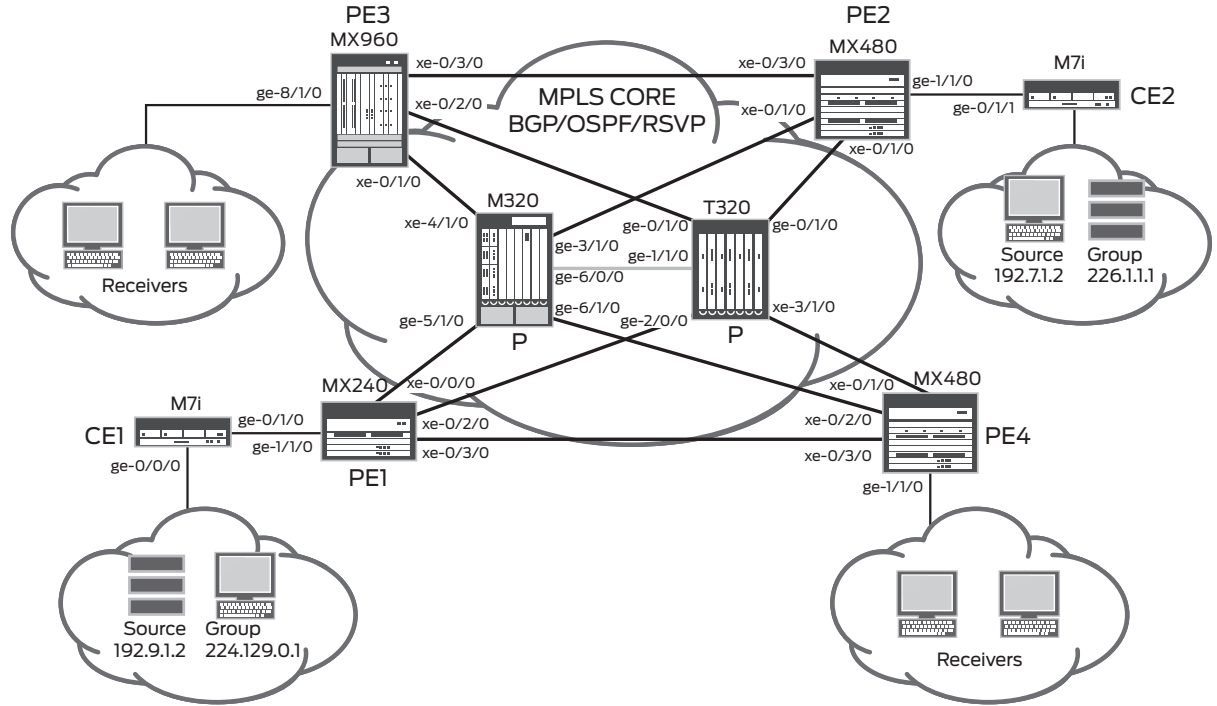 PE3
MX960
PE2
MX480
M7i
CE2
xe-0/3/0
xe-0/3/0
ge-1/1/0
ge-0/1/1
ge-8/1/0
xe-0/2/0
MPLS CORE
BGP/OSPF/RSVP
xe-0/1/0
xe-0/1/0
xe-0/1/0
M320
T320
xe-4/1/0
ge-0/1/0
ge-0/1/0
ge-3/1/0
ge-1/1/0
ge-6/0/0
ge-6/1/0
ge-2/0/0
xe-3/1/0
ge-5/1/0
P
P
Receivers
Source
192.7.1.2
Group
226.1.1.1
MX240
xe-0/0/0
xe-0/1/0
MX480
M7i
CE1
ge-0/1/0
ge-1/1/0
xe-0/2/0
xe-0/2/0
PE4
ge-0/0/0
xe-0/3/0
xe-0/3/0
PE1
ge-1/1/0
Source
192.9.1.2
Group
224.129.0.1
Receivers